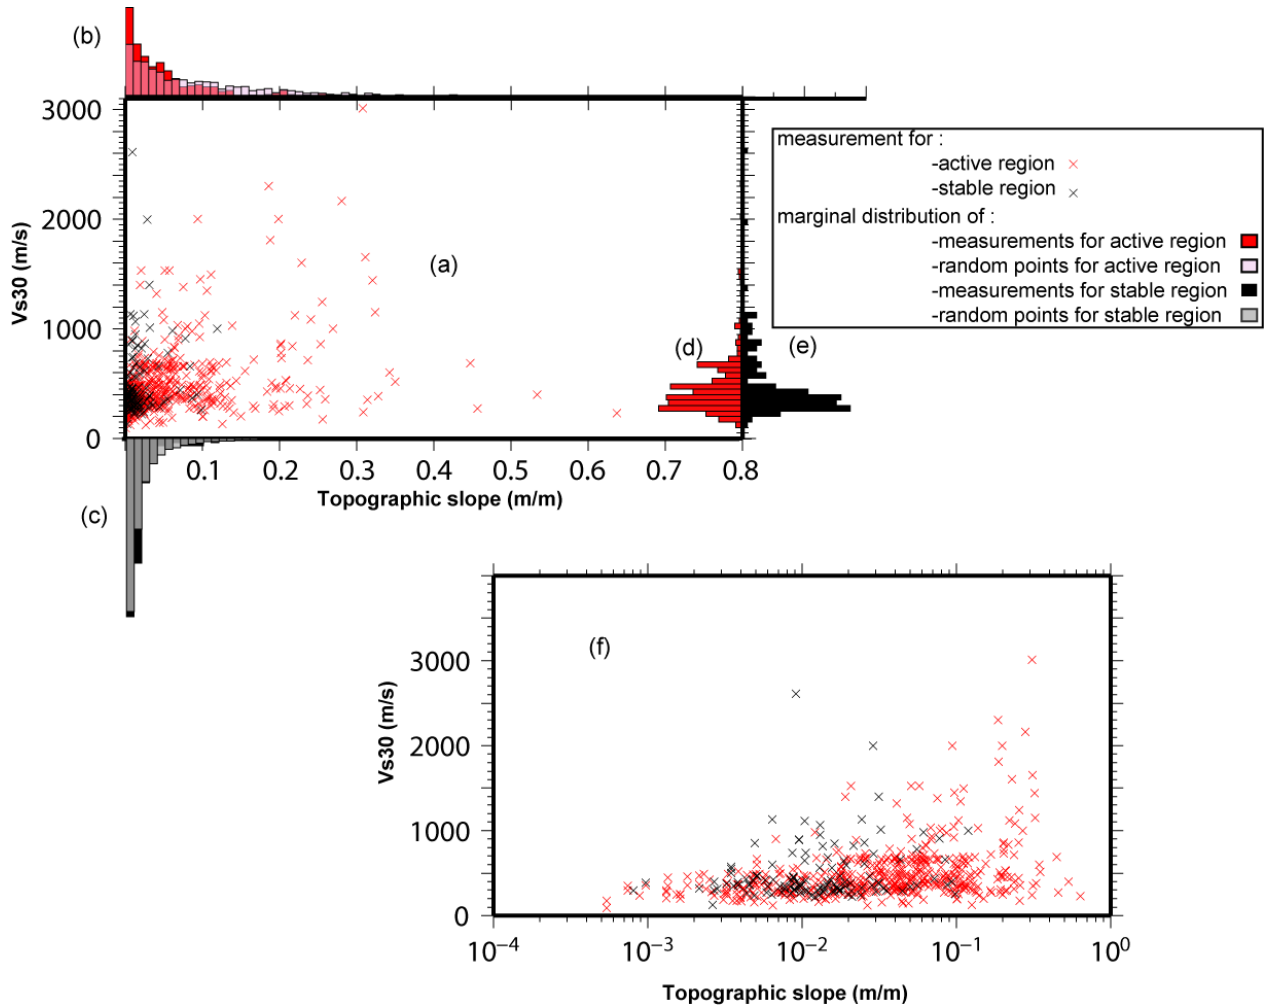 (b)
3000
2000
1000
0
Vs30 (m/s)
(a)
(d)
(e)
0.1 0.2 0.3 0.4 0.5 0.6 0.7 0.8
Topographic slope (m/m)
(c)
measurement for :
-active region
-stable region
marginal distribution of :
-measurements for active region
-random points for active region
-measurements for stable region
-random points for stable region
(f)
3000
2000
1000
0
Vs30 (m/s)
10⁻⁴ 10⁻³ 10⁻² 10⁻¹ 10⁰
Topographic slope (m/m)